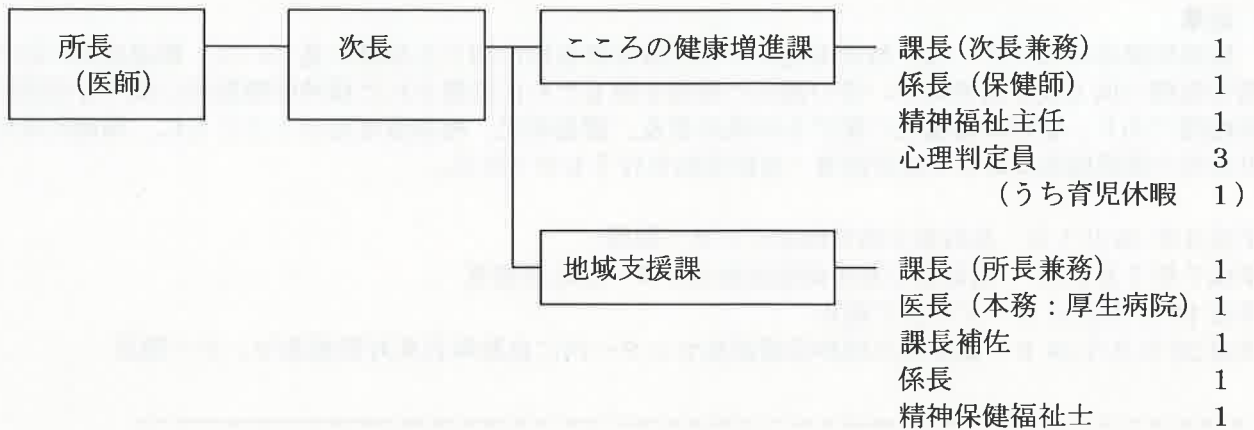 所長
(医師)
次長
こころの健康増進課
課長(次長兼務) 1
係長(保健師) 1
精神福祉主任 1
心理判定員 3
(うち育児休暇 1)
地域支援課
課長(所長兼務) 1
医長(本務:厚生病院) 1
課長補佐 1
係長 1
精神保健福祉士 1